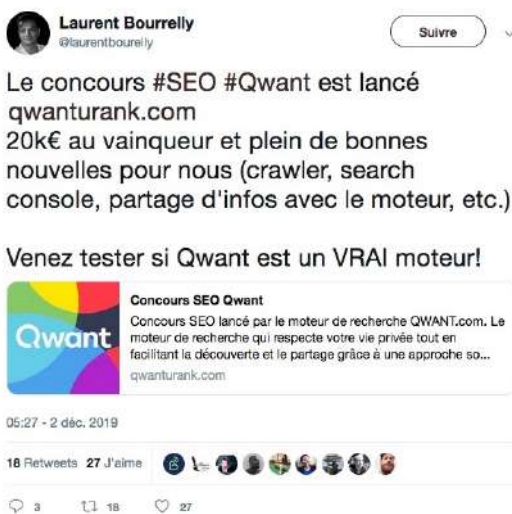 Laurent Bourrelly
@laurentbourelly
Suivre
Le concours #SEO #Qwant est lancé
qwanturank.com
20k€ au vainqueur et plein de bonnes
nouvelles pour nous (crawler, search
console, partage d'infos avec le moteur, etc.)
Venez tester si Qwant est un VRAI moteur!
Qwant
Concours SEO Qwant
Concours SEO lancé par le moteur de recherche QWANT.com. Le
moteur de recherche qui respecte votre vie privée tout en
facilitant la découverte et le partage grâce à une approche so...
qwanturank.com
05:27 - 2 déc. 2019
18 Retweets 27 J'aime
3 18 27